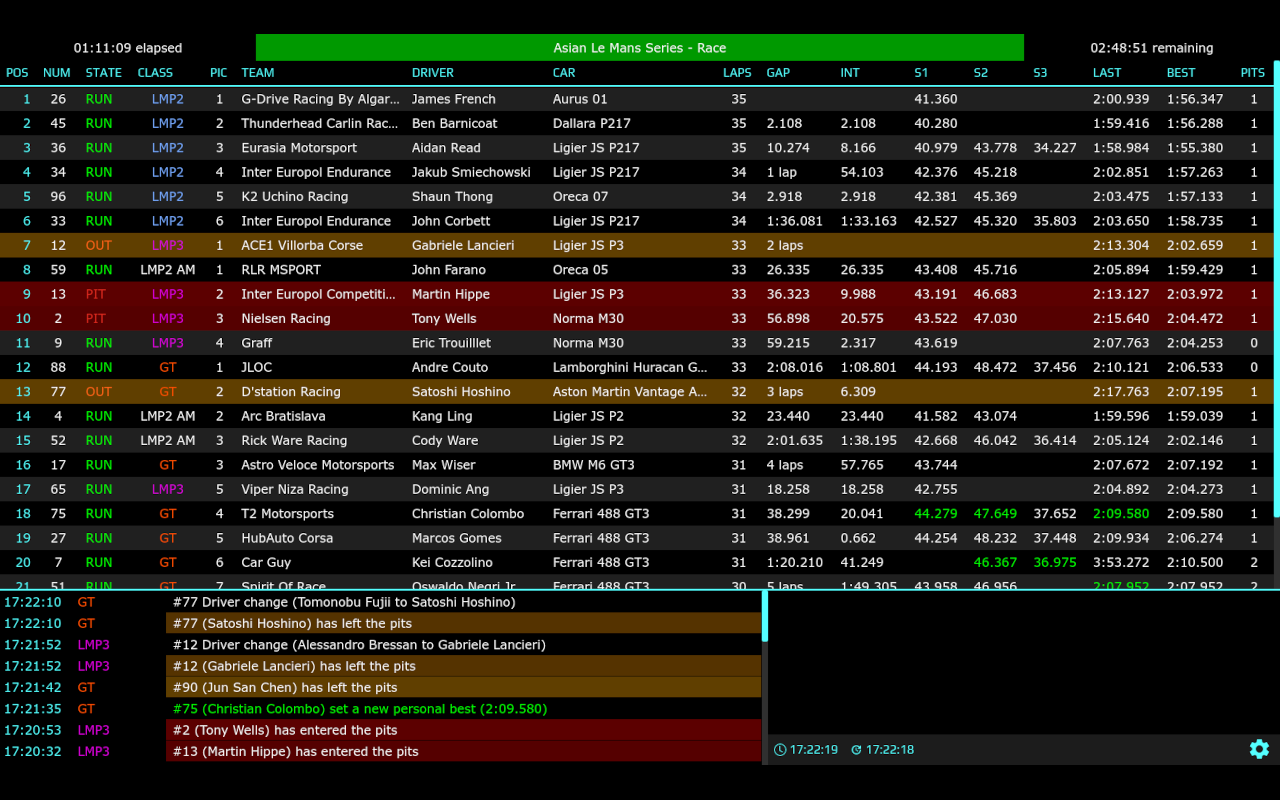 01:11:09 elapsed Asian Le Mans Series - Race 02:48:51 remaining
POS NUM STATE CLASS PIC TEAM DRIVER CAR LAPS GAP INT S1 S2 S3 LAST BEST PITS
1 26 RUN LMP2 1 G-Drive Racing By Algar... James French Aurus 01 35 41.360 2:00.939 1:56.347 1
2 45 RUN LMP2 2 Thunderhead Carlin Rac... Ben Barnicoat Dallara P217 35 2.108 2.108 40.280 1:59.416 1:56.288 1
3 36 RUN LMP2 3 Eurasia Motorsport Aidan Read Ligier JS P217 35 10.274 8.166 40.979 43.778 34.227 1:58.984 1:55.380 1
4 34 RUN LMP2 4 Inter Europol Endurance Jakub Smiechowski Ligier JS P217 34 1 lap 54.103 42.376 45.218 2:02.851 1:57.263 1
5 96 RUN LMP2 5 K2 Uchino Racing Shaun Thong Oreca 07 34 2.918 2.918 42.381 45.369 2:03.475 1:57.133 1
6 33 RUN LMP2 6 Inter Europol Endurance John Corbett Ligier JS P217 34 1:36.081 1:33.163 42.527 45.320 35.803 2:03.650 1:58.735 1
7 12 OUT LMP3 1 ACE1 Villorba Corse Gabriele Lancieri Ligier JS P3 33 2 laps 2:13.304 2:02.659 1
8 59 RUN LMP2 AM 1 RLR MSPORT John Farano Oreca 05 33 26.335 26.335 43.408 45.716 2:05.894 1:59.429 1
9 13 PIT LMP3 2 Inter Europol Competiti... Martin Hippe Ligier JS P3 33 36.323 9.988 43.191 46.683 2:13.127 2:03.972 1
10 2 PIT LMP3 3 Nielsen Racing Tony Wells Norma M30 33 56.898 20.575 43.522 47.030 2:15.640 2:04.472 1
11 9 RUN LMP3 4 Graff Eric Trouilllet Norma M30 33 59.215 2.317 43.619 2:07.763 2:04.253 0
12 88 RUN GT 1 JLOC Andre Couto Lamborghini Huracan G... 33 2:08.016 1:08.801 44.193 48.472 37.456 2:10.121 2:06.533 0
13 77 OUT GT 2 D'station Racing Satoshi Hoshino Aston Martin Vantage A... 32 3 laps 6.309 2:17.763 2:07.195 1
14 4 RUN LMP2 AM 2 Arc Bratislava Kang Ling Ligier JS P2 32 23.440 23.440 41.582 43.074 1:59.596 1:59.039 1
15 52 RUN LMP2 AM 3 Rick Ware Racing Cody Ware Ligier JS P2 32 2:01.635 1:38.195 42.668 46.042 36.414 2:05.124 2:02.146 1
16 17 RUN GT 3 Astro Veloce Motorsports Max Wiser BMW M6 GT3 31 4 laps 57.765 43.744 2:07.672 2:07.192 1
17 65 RUN LMP3 5 Viper Niza Racing Dominic Ang Ligier JS P3 31 18.258 18.258 42.755 2:04.892 2:04.273 1
18 75 RUN GT 4 T2 Motorsports Christian Colombo Ferrari 488 GT3 31 38.299 20.041 44.279 47.649 37.652 2:09.580 2:09.580 1
19 27 RUN GT 5 HubAuto Corsa Marcos Gomes Ferrari 488 GT3 31 38.961 0.662 44.254 48.232 37.448 2:09.934 2:06.274 1
20 7 RUN GT 6 Car Guy Kei Cozzolino Ferrari 488 GT3 31 1:20.210 41.249 46.367 36.975 3:53.272 2:10.500 2
21 51 RUN GT 7 Spirit Of Race Oswaldo Negri Jr Ferrari 488 GT3 30 5 laps 1:49.305 43.958 46.956 2:07.952 2:07.952 2
17:22:10 GT #77 Driver change (Tomonobu Fujii to Satoshi Hoshino)
17:22:10 GT #77 (Satoshi Hoshino) has left the pits
17:21:52 LMP3 #12 Driver change (Alessandro Bressan to Gabriele Lancieri)
17:21:52 LMP3 #12 (Gabriele Lancieri) has left the pits
17:21:42 GT #90 (Jun San Chen) has left the pits
17:21:35 GT #75 (Christian Colombo) set a new personal best (2:09.580)
17:20:53 LMP3 #2 (Tony Wells) has entered the pits
17:20:32 LMP3 #13 (Martin Hippe) has entered the pits
17:22:19 17:22:18